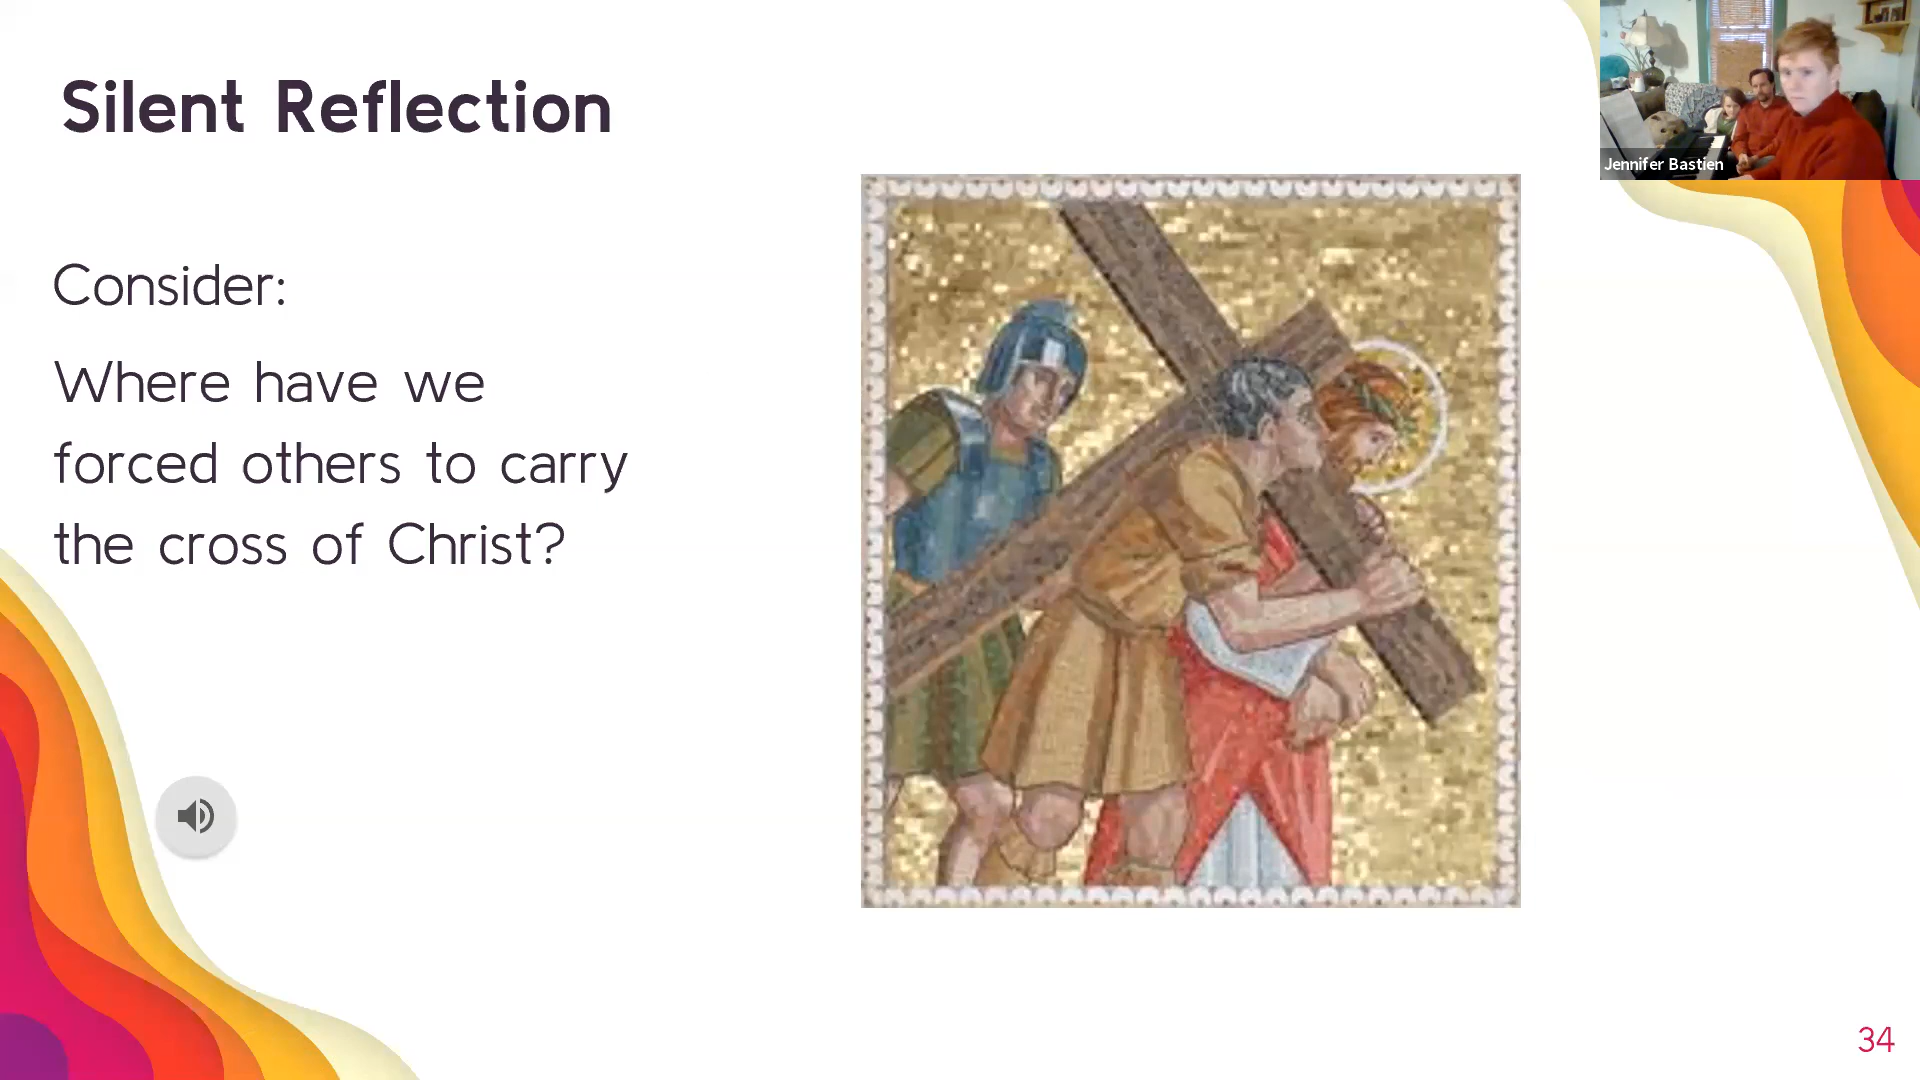 Silent Reflection
Consider:
Where have we
forced others to carry
the cross of Christ?
Jennifer Bastien
34